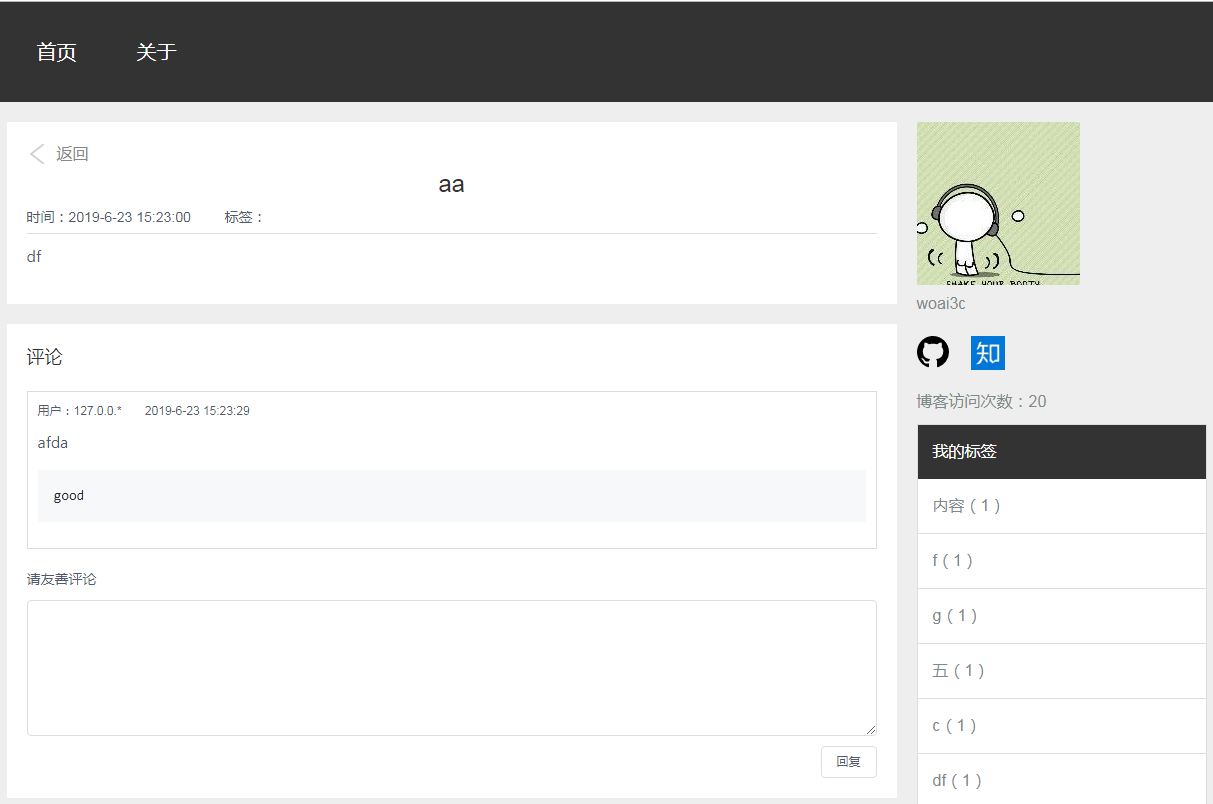 首页 关于
返回
aa
时间：2019-6-23 15:23:00 标签：
df
评论
用户：127.0.0.* 2019-6-23 15:23:29
afda
good
请友善评论
回复
SHAKE YOUR BOOTY
woai3c
知
博客访问次数：20
我的标签
内容（1）
f（1）
g（1）
五（1）
c（1）
df（1）